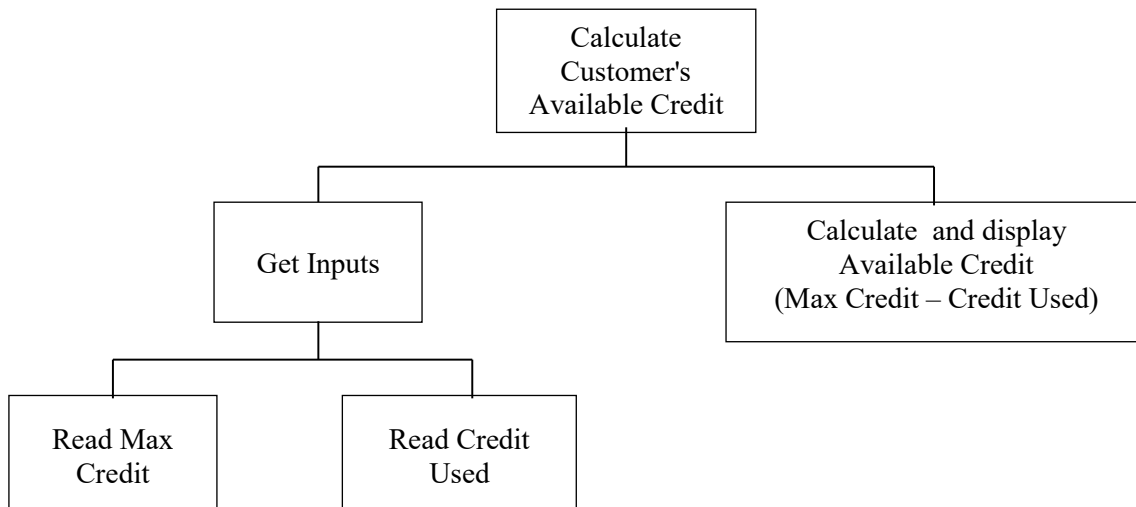 Calculate
Customer's
Available Credit
Get Inputs
Calculate and display
Available Credit
(Max Credit – Credit Used)
Read Max
Credit
Read Credit
Used